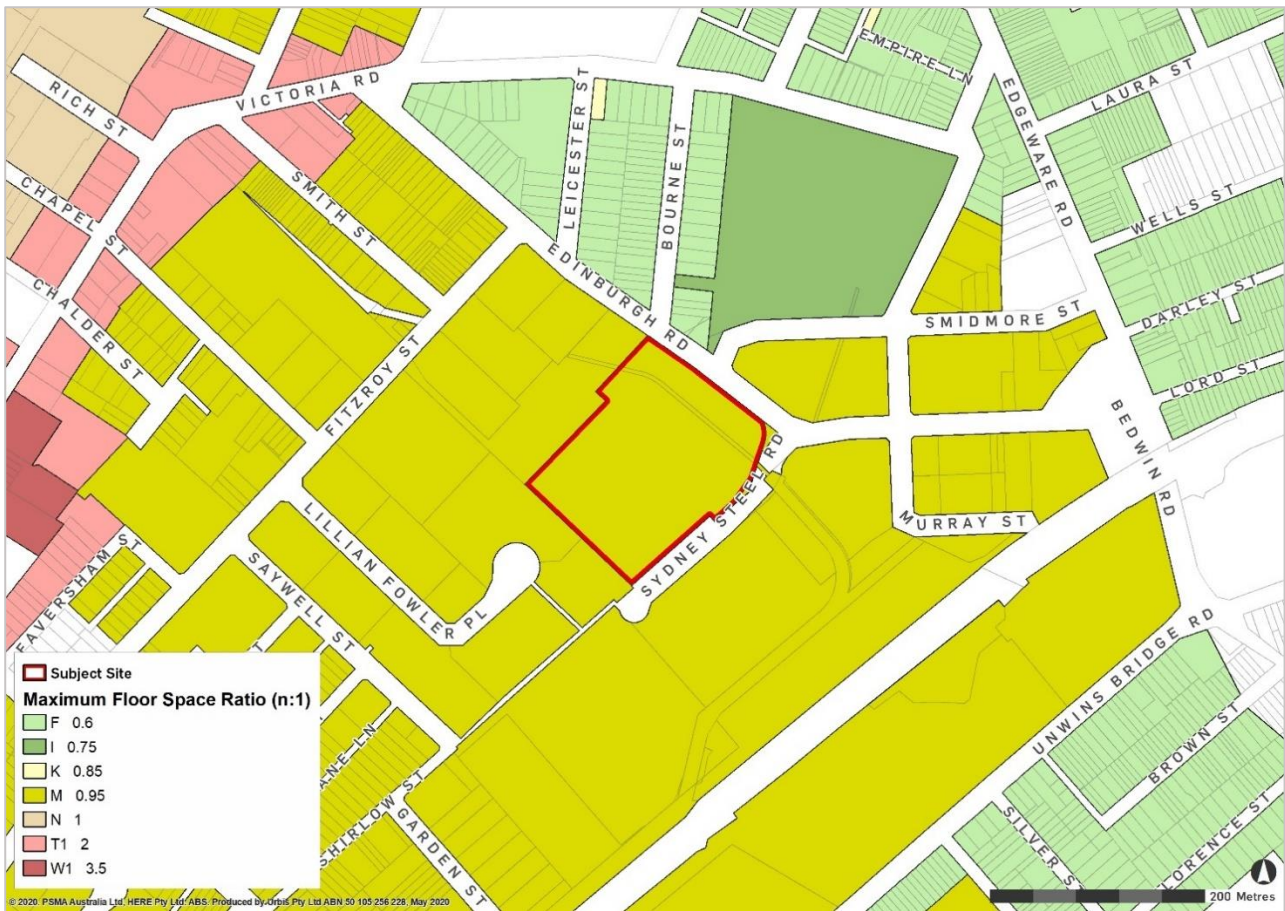 EMPIRE LN
RICH ST
VICTORIA RD
LEICESTER ST
BOURNE ST
EDGEWARE RD
LAURA ST
SMITH ST
CHAPEL ST
WELLS ST
CHALDER ST
EDINBURGH RD
DARLEY ST
SMIDMORE ST
FITZROY ST
LORD ST
BEDWIN RD
SYDNEY STEEL RD
MURRAY ST
LILLIAN FOWLER PL
FAVERSHAM ST
SAYWELL ST
ST
UNWINS BRIDGE RD
BROWN ST
SHIRLOW ST
GARDEN ST
SILVER ST
LORENCE ST
ANE LN
Subject Site
Maximum Floor Space Ratio (n:1)
F 0.6
I 0.75
K 0.85
M 0.95
N 1
T1 2
W1 3.5
200 Metres
© 2020. PSMA Australia Ltd, HERE Pty Ltd. ABS. Produced by Urbis Pty Ltd ABN 50 105 256 228, May 2020